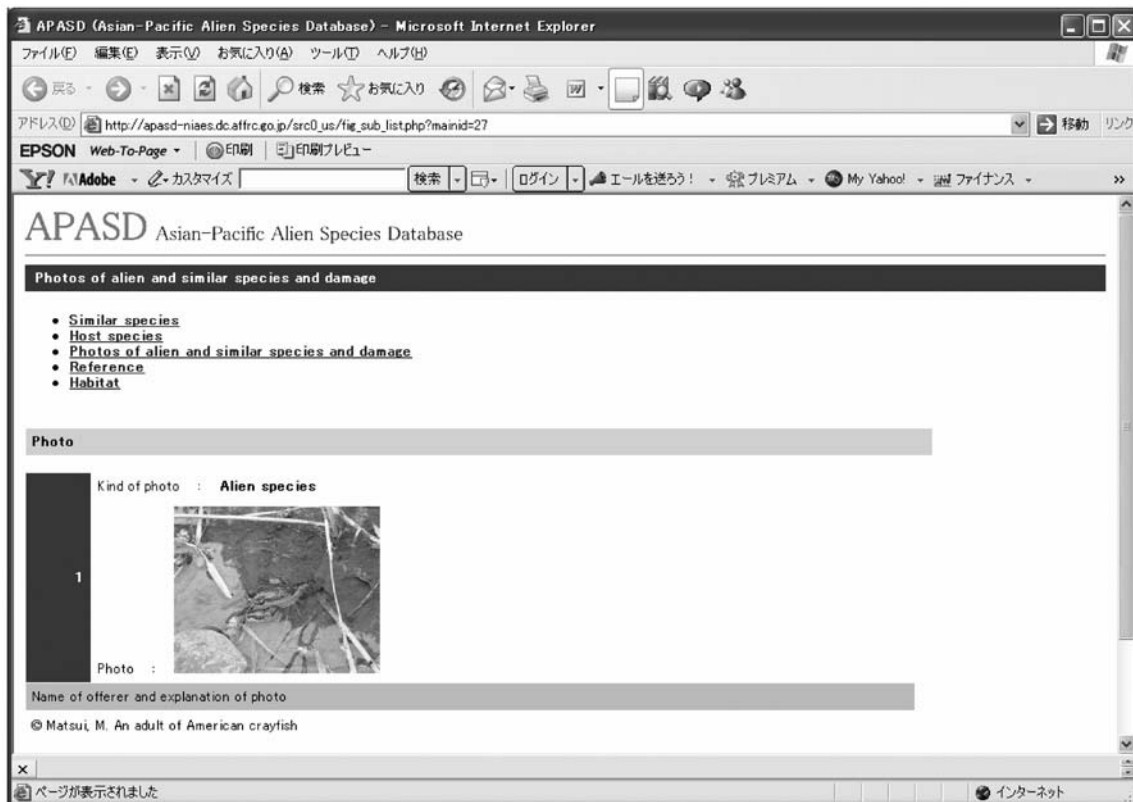 APASD (Asian-Pacific Alien Species Database) - Microsoft Internet Explorer
ファイル(F) 編集(E) 表示(V) お気に入り(A) ツール(T) ヘルプ(H)
戻る 検索 お気に入り
アドレス(D) http://apasd-niaes.dc.affrc.go.jp/src0_us/fig_sub_list.php?mainid=27 移動 リンク
EPSON Web-To-Page 印刷 印刷プレビュー
Y! Adobe カスタマイズ 検索 ログイン エールを送ろう! プレミアム My Yahoo! ファイナンス »
APASD Asian-Pacific Alien Species Database
Photos of alien and similar species and damage
• Similar species
• Host species
• Photos of alien and similar species and damage
• Reference
• Habitat
Photo
Kind of photo : Alien species
1
Photo :
Name of offerer and explanation of photo
© Matsui, M. An adult of American crayfish
×
ページが表示されました インターネット